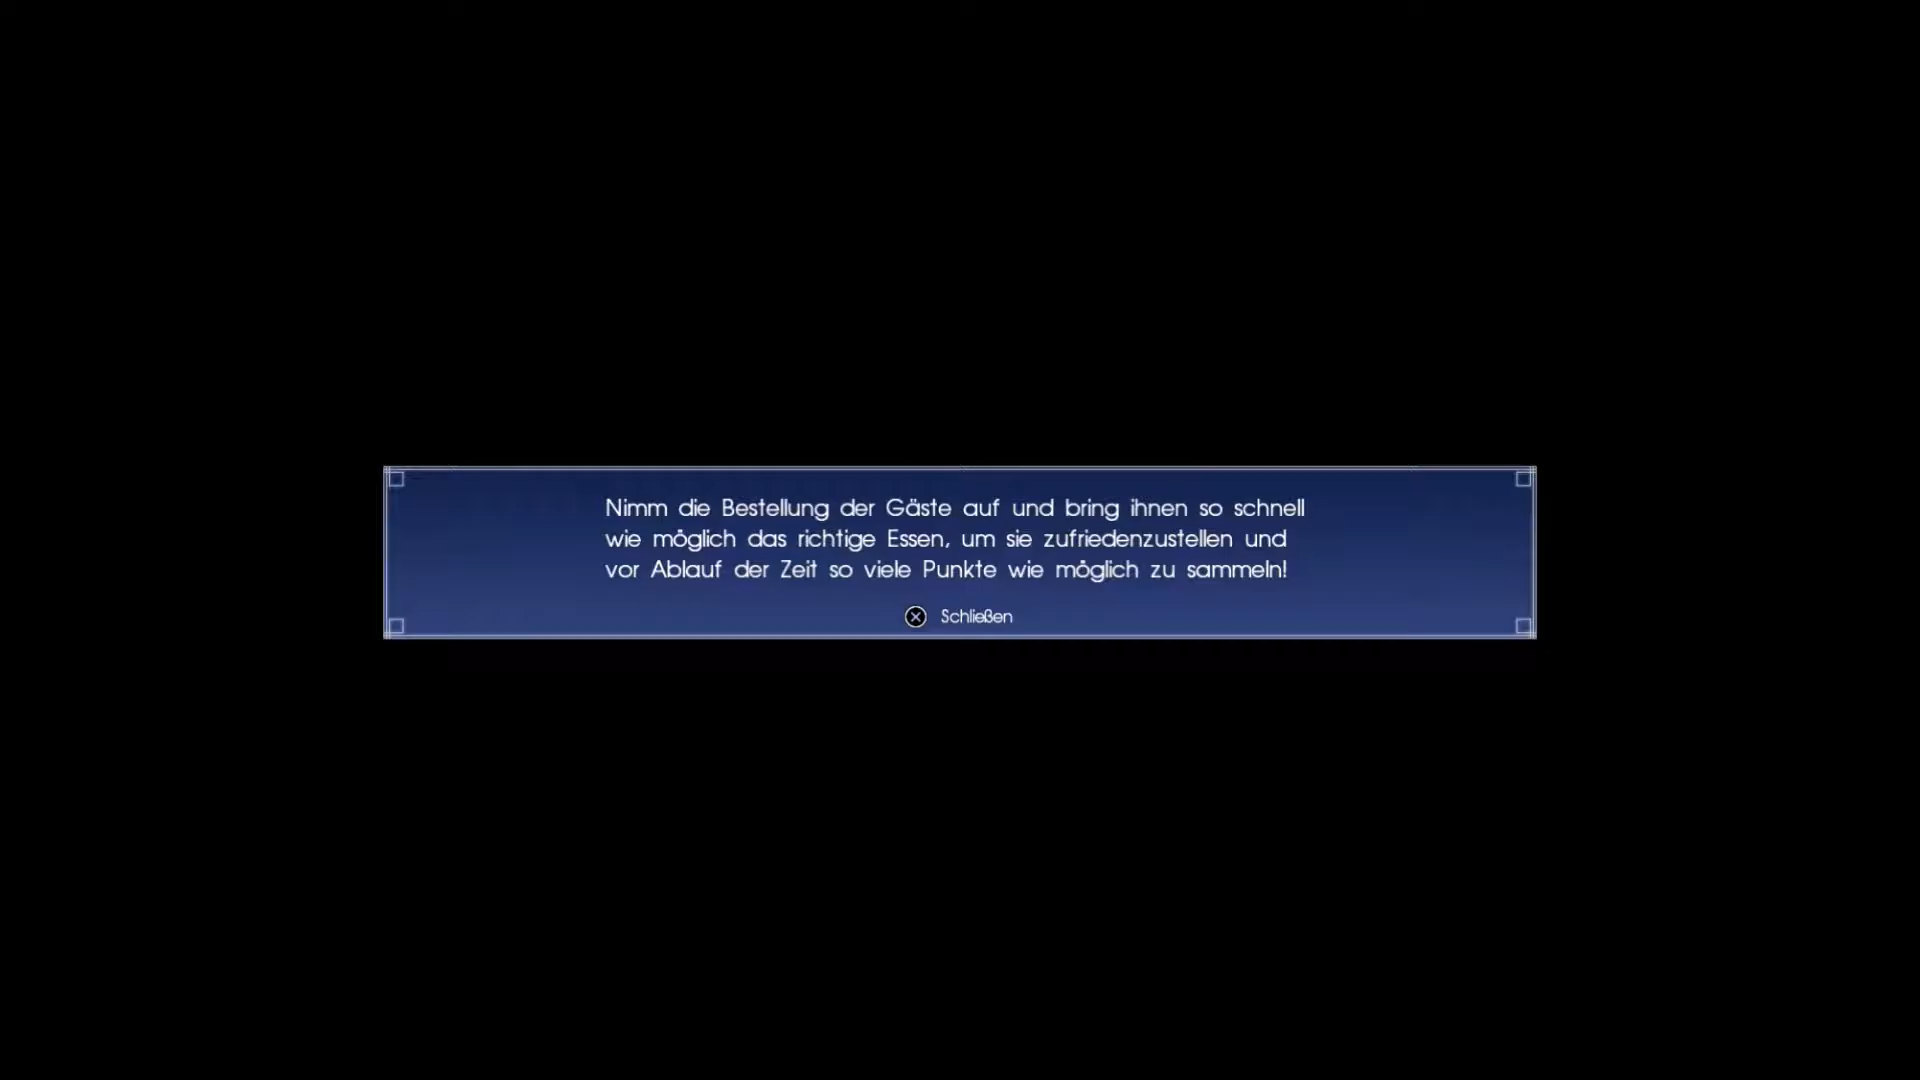 Nimm die Bestellung der Gäste auf und bring ihnen so schnell
wie möglich das richtige Essen, um sie zufriedenzustellen und
vor Ablauf der Zeit so viele Punkte wie möglich zu sammeln!
Schließen